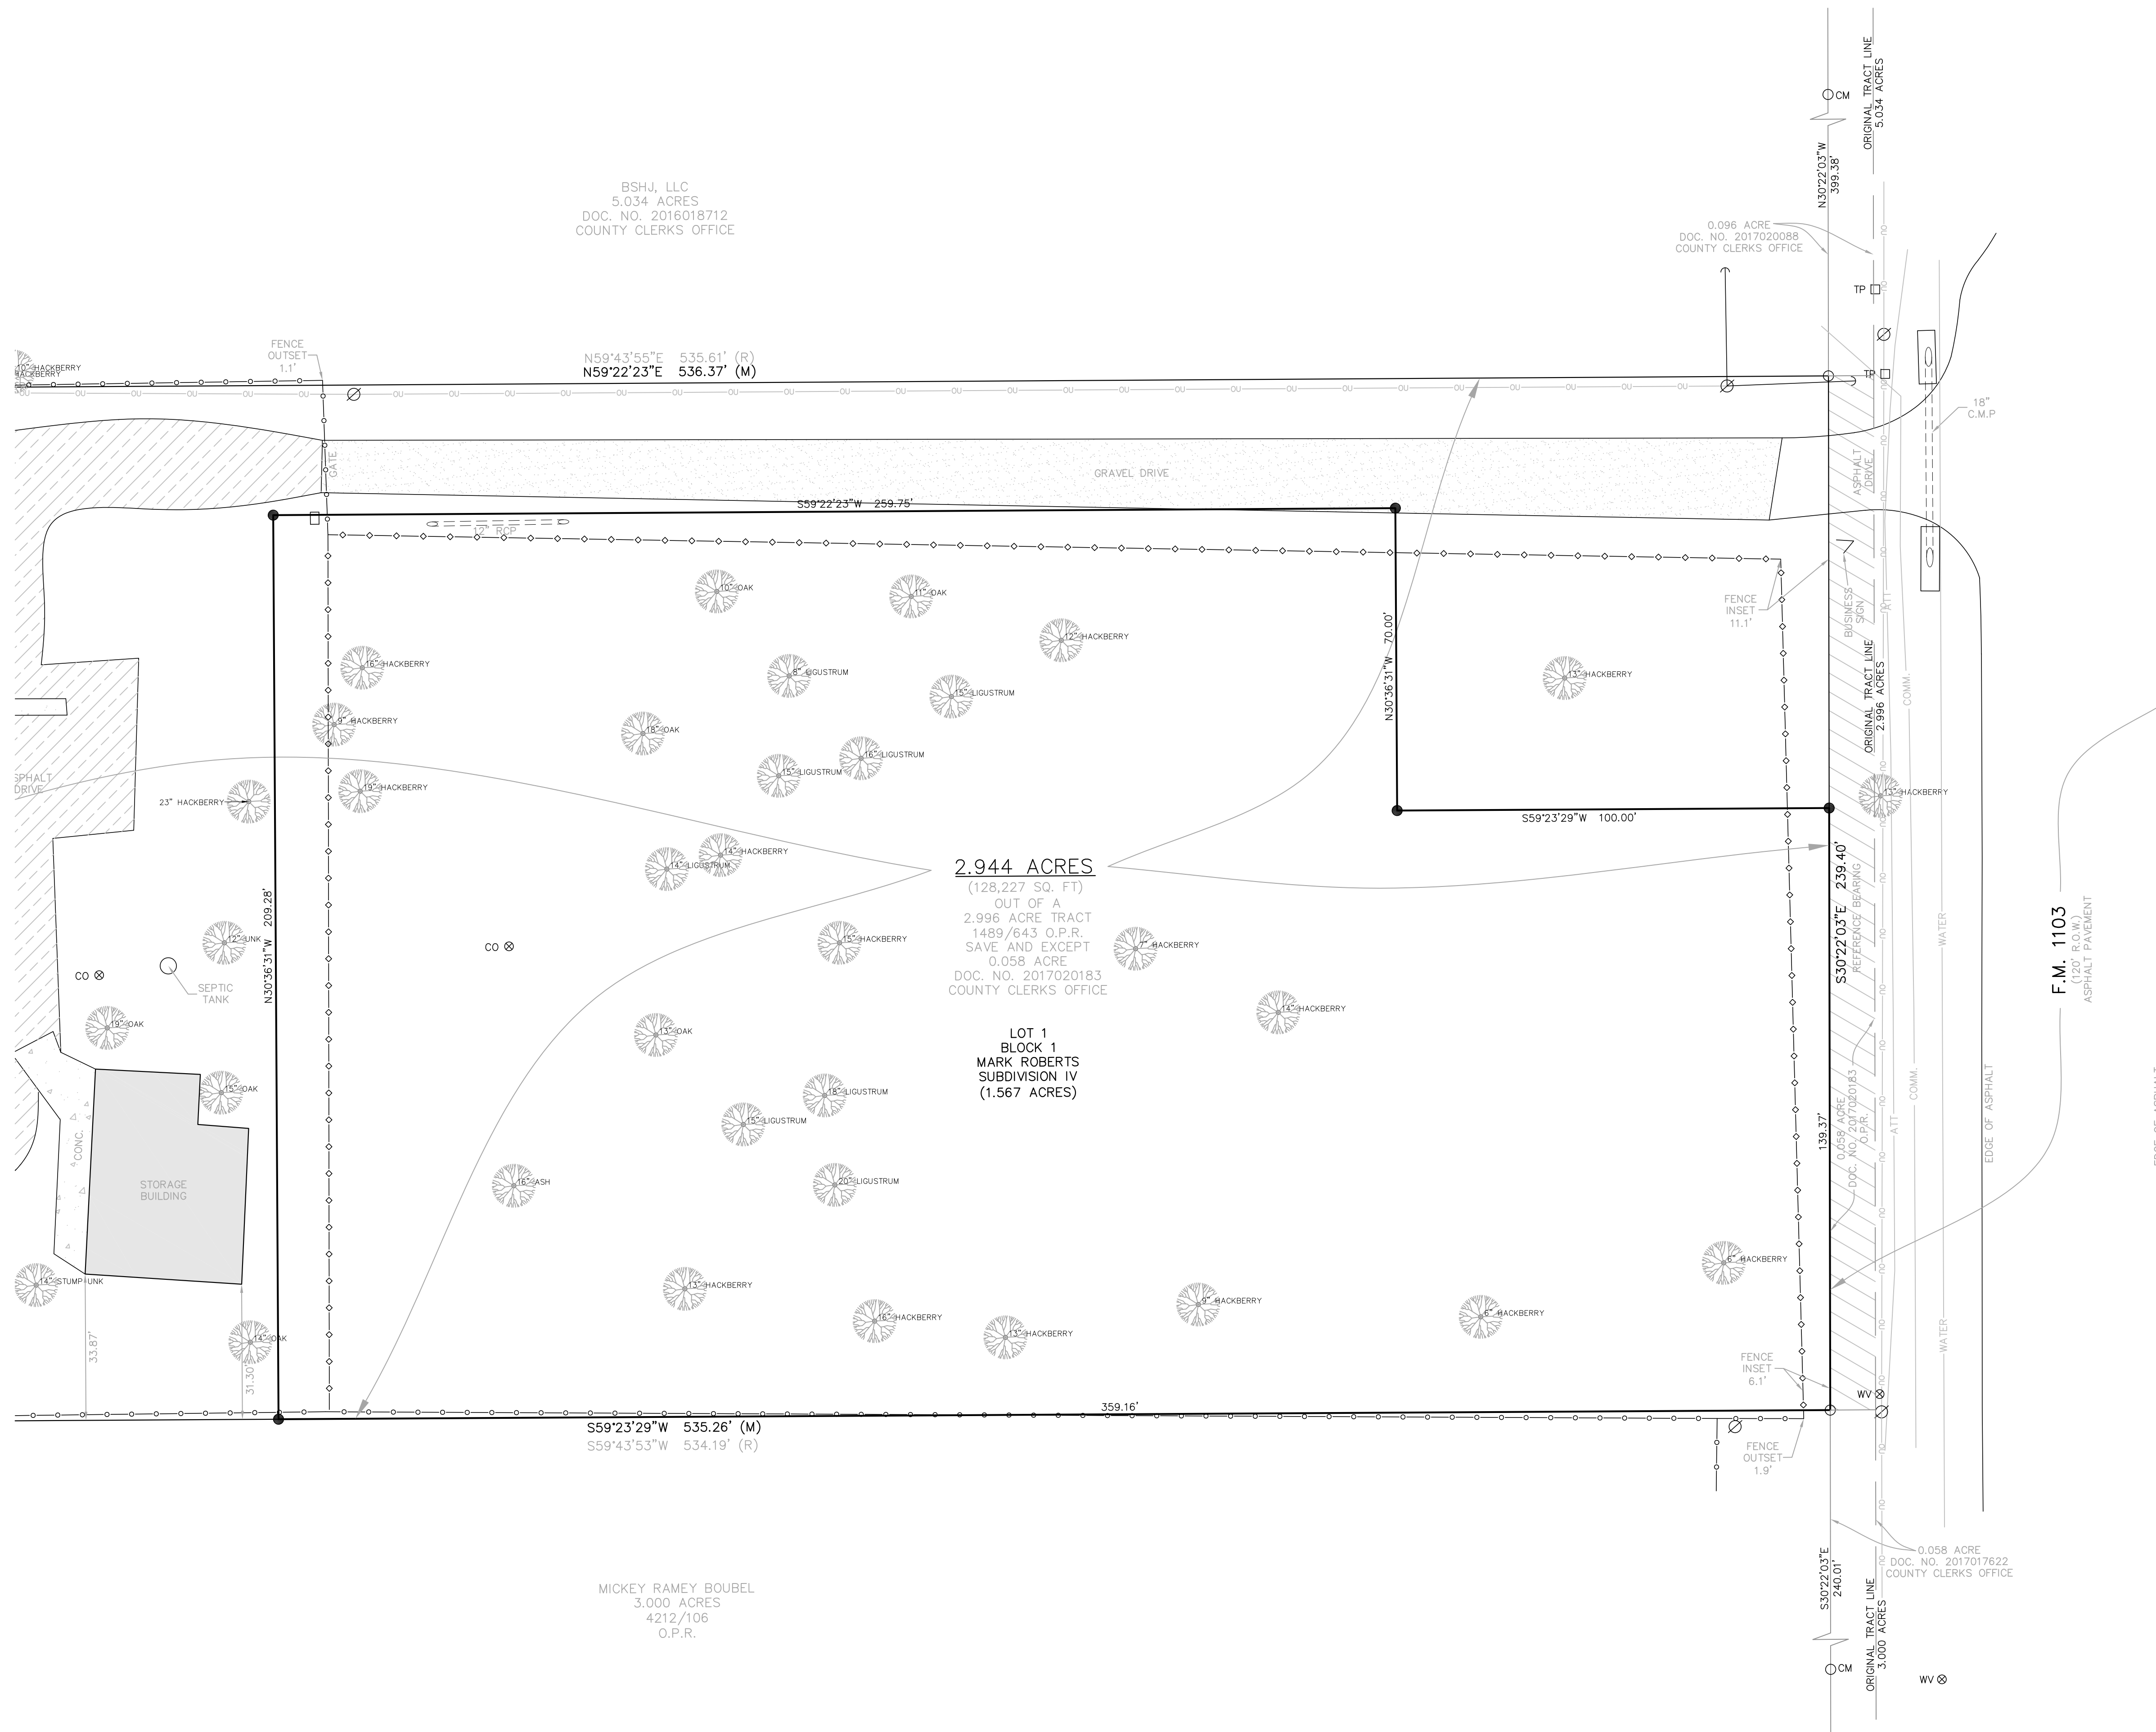 CM
ORIGINAL TRACT LINE
5.034 ACRES
N30°22'03"W
399.38'
BSHJ, LLC
5.034 ACRES
DOC. NO. 2016018712
COUNTY CLERKS OFFICE
0.096 ACRE
DOC. NO. 2017020088
COUNTY CLERKS OFFICE
TP
OU
FENCE
OUTSET
1.1'
N59°43'55"E 535.61' (R)
N59°22'23"E 536.37' (M)
10" HACKBERRY
HACKBERRY
TP
18"
C.M.P
GATE
GRAVEL DRIVE
ASPHALT
DRIVE
S59°22'23"W 259.75'
12" RCP
10" OAK
11" OAK
12" HACKBERRY
16" HACKBERRY
8" LIGUSTRUM
15" LIGUSTRUM
9" HACKBERRY
18" OAK
16" LIGUSTRUM
15" LIGUSTRUM
19" HACKBERRY
23" HACKBERRY
N30°36'31"W 70.00'
13" HACKBERRY
FENCE
INSET
11.1'
BUSINESS
SIGN
ATT
ORIGINAL TRACT LINE
2.996 ACRES
COMM.
13" HACKBERRY
DRIVE
S59°23'29"W 100.00'
14" HACKBERRY
14" LIGUSTRUM
2.944 ACRES
(128,227 SQ. FT)
OUT OF A
2.996 ACRE TRACT
1489/643 O.P.R.
SAVE AND EXCEPT
0.058 ACRE
DOC. NO. 2017020183
COUNTY CLERKS OFFICE
S30°22'03"E 239.40'
REFERENCE BEARING
WATER
F.M. 1103
(120' R.O.W.)
ASPHALT PAVEMENT
N30°36'31"W 209.28'
12" UNK
CO
CO
SEPTIC
TANK
15" HACKBERRY
7" HACKBERRY
14" HACKBERRY
19" OAK
13" OAK
LOT 1
BLOCK 1
MARK ROBERTS
SUBDIVISION IV
(1.567 ACRES)
15" OAK
18" LIGUSTRUM
15" LIGUSTRUM
139.37'
0.058 ACRE
DOC. NO. 2017020183
O.P.R.
ATT
COMM.
EDGE OF ASPHALT
CONC.
STORAGE
BUILDING
16" ASH
20" LIGUSTRUM
14" STUMP UNK
13" HACKBERRY
16" HACKBERRY
13" HACKBERRY
9" HACKBERRY
6" HACKBERRY
6" HACKBERRY
14" OAK
33.87'
31.30'
FENCE
INSET
6.1'
WATER
WV
359.16'
S59°23'29"W 535.26' (M)
S59°43'53"W 534.19' (R)
FENCE
OUTSET
1.9'
0.058 ACRE
DOC. NO. 2017017622
COUNTY CLERKS OFFICE
S30°22'03"E
240.01'
MICKEY RAMEY BOUBEL
3.000 ACRES
4212/106
O.P.R.
ORIGINAL TRACT LINE
3.000 ACRES
CM
WV